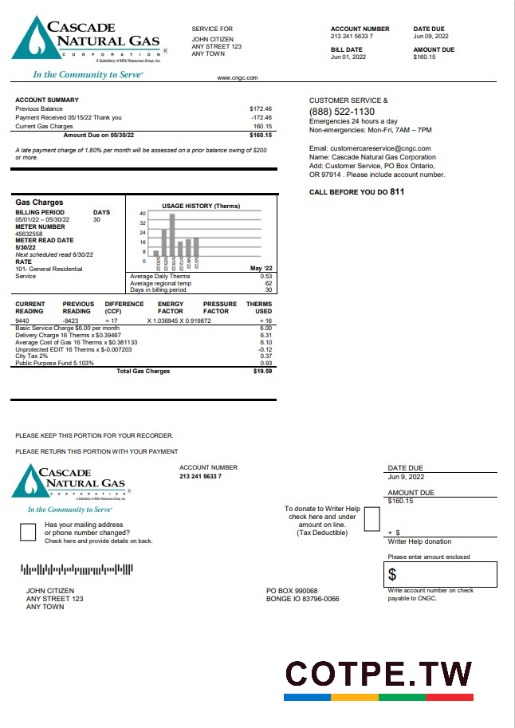 CASCADE
NATURAL GAS
CORPORATION
A Subsidiary of MDU Resources Group, Inc.
In the Community to Serve®
SERVICE FOR
JOHN CITIZEN
ANY STREET 123
ANY TOWN
www.cngc.com
ACCOUNT NUMBER
213 241 5633 7
BILL DATE
Jun 01, 2022
DATE DUE
Jun 09, 2022
AMOUNT DUE
$160.15
ACCOUNT SUMMARY
Previous Balance $172.46
Payment Received 05/15/22 Thank you -172.46
Current Gas Charges 160.15
Amount Due on 05/30/22 $160.15
A late payment charge of 1.60% per month will be assessed on a prior balance owing of $200
or more.
CUSTOMER SERVICE &
(888) 522-1130
Emergencies 24 hours a day
Non-emergencies: Mon-Fri, 7AM – 7PM
Email: customercareservice@cngc.com
Name: Cascade Natural Gas Corporation
Add: Customer Service, PO Box Ontario,
OR 97914 . Please include account number.
CALL BEFORE YOU DO 811
Gas Charges
BILLING PERIOD DAYS
05/01/22 – 05/30/22 30
METER NUMBER
45632558
METER READ DATE
5/30/22
Next scheduled read 6/30/22
RATE
101- General Residential
Service
USAGE HISTORY (Therms)
40
32
24
16
8
0
May '22
Average Daily Therms 0.53
Average regional temp 62
Days in billing period 30
CURRENT READING PREVIOUS READING DIFFERENCE (CCF) ENERGY FACTOR PRESSURE FACTOR THERMS USED
9440 -9423 = 17 X 1.036945 X 0.919872 = 16
Basic Service Charge $6.00 per month 6.00
Delivery Charge 16 Therms x $0.39467 6.31
Average Cost of Gas 16 Therms x $0.381133 6.10
Unprotected EDIT 16 Therms x $-0.007203 -0.12
City Tax 2% 0.37
Public Purpose Fund 5.103% 0.93
Total Gas Charges $19.59
PLEASE KEEP THIS PORTION FOR YOUR RECORDER.
PLEASE RETURN THIS PORTION WITH YOUR PAYMENT
CASCADE
NATURAL GAS
CORPORATION
A Subsidiary of MDU Resources Group, Inc.
In the Community to Serve®
ACCOUNT NUMBER
213 241 5633 7
DATE DUE
Jun 9, 2022
AMOUNT DUE
$160.15
Has your mailing address
or phone number changed?
Check here and provide details on back.
To donate to Writer Help
check here and under
amount on line.
(Tax Deductible)
+ $
Writer Help donation
Please enter amount enclosed
$
Write account number on check
payable to CNGC.
JOHN CITIZEN
ANY STREET 123
ANY TOWN
PO BOX 990068
BONGE IO 83796-0066
COTPE.TW